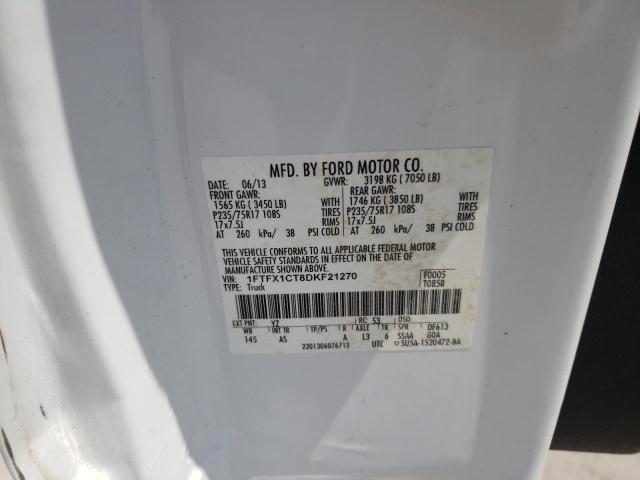 MFD. BY FORD MOTOR CO.
DATE: 06/13 GVWR: 3198 KG ( 7050 LB)
FRONT GAWR: REAR GAWR:
1565 KG ( 3450 LB) WITH 1746 KG ( 3850 LB) WITH
P235/75R17 108S TIRES P235/75R17 108S TIRES
17x7.5J RIMS 17x7.5J RIMS
AT 260 kPa/ 38 PSI COLD AT 260 kPa/ 38 PSI COLD
THIS VEHICLE CONFORMS TO ALL APPLICABLE FEDERAL MOTOR
VEHICLE SAFETY STANDARDS IN EFFECT ON THE DATE OF
MANUFACTURE SHOWN ABOVE.
VIN: 1FTFX1CT8DKF21270 F0005
TYPE: Truck T0858
EXT PNT: YZ RC: 53 DSO:
WB INT TR TP/PS R AXLE TR SPR DF613
145 AS A L3 6 SSAA GOA
2201306076713 UTC 5U5A-1520472-BA